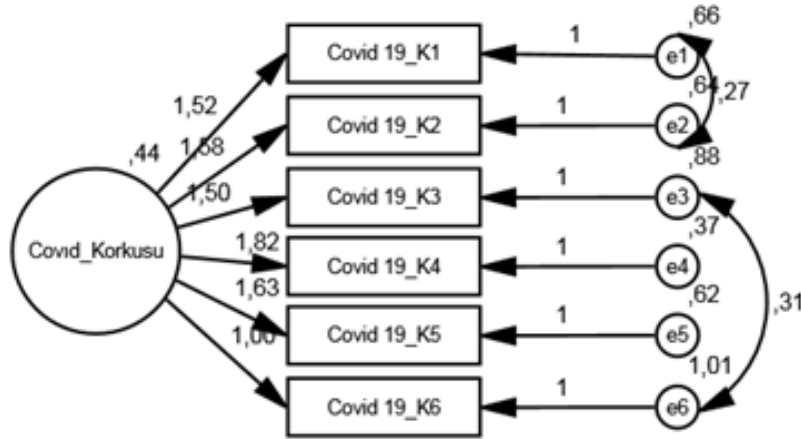 ,66
Covid 19_K1
1
e1
1,52
,64
,27
Covid 19_K2
1
e2
,44
1,58
,88
1,50
Covid 19_K3
1
e3
,37
Covıd_Korkusu
1,82
Covid 19_K4
1
e4
1,63
,62
,31
Covid 19_K5
1
e5
1,00
1,01
Covid 19_K6
1
e6